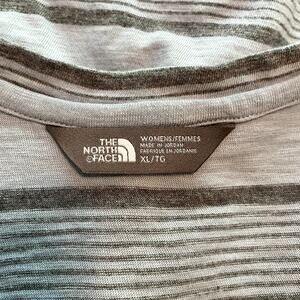 THE
NORTH
©FACE
WOMENS/FEMMES
MADE IN JORDAN
FABRIQUE EN JORDANIE
XL/TG